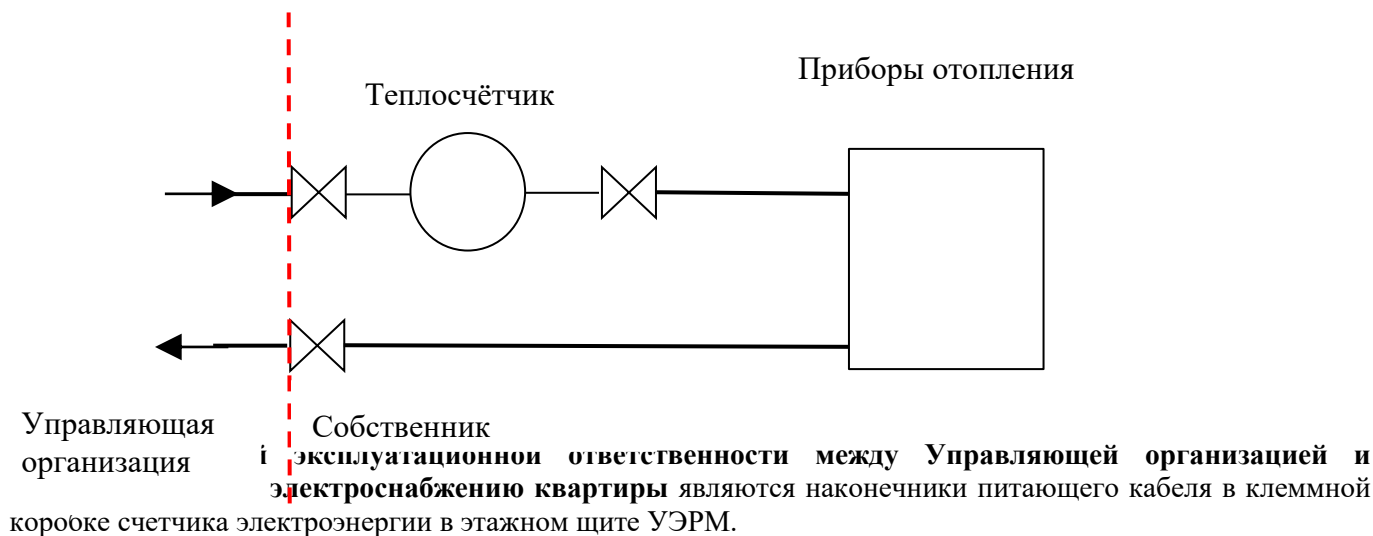 Приборы отопления
Теплосчётчик
Управляющая
организация
Собственник
эксплуатационной ответственности между Управляющей организацией и
электроснабжению квартиры являются наконечники питающего кабеля в клеммной
коробке счетчика электроэнергии в этажном щите УЭРМ.